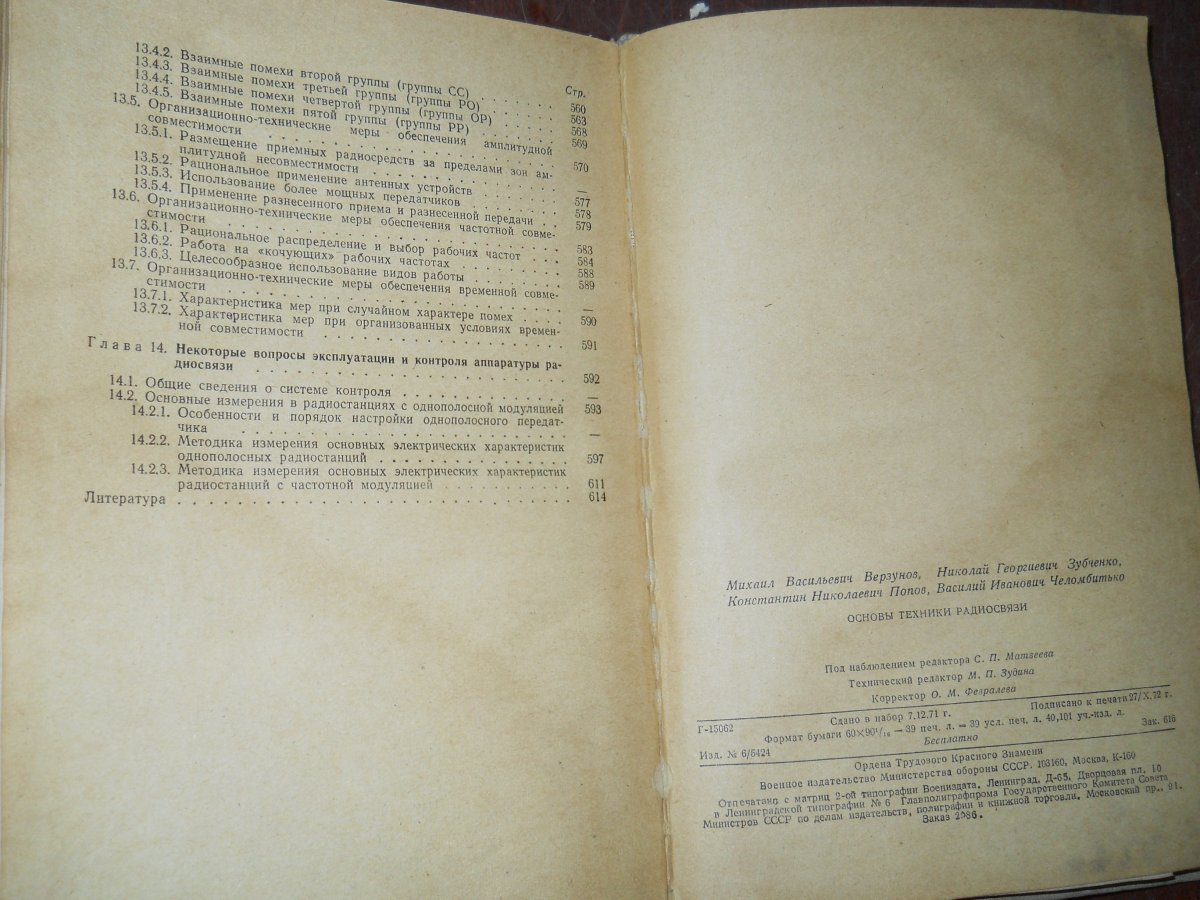 Стр.
13.4.2. Взаимные помехи второй группы (группы СС) . . . . . . . 560
13.4.3. Взаимные помехи третьей группы (группы РО) . . . . . . 563
13.4.4. Взаимные помехи четвертой группы (группы ОР) . . . . . 568
13.4.5. Взаимные помехи пятой группы (группы РР) . . . . . . . 569
13.5. Организационно-технические меры обеспечения амплитудной
совместимости . . . . . . . . . . . . . . . . . . . 570
13.5.1. Размещение приемных радиосредств за пределами зон ам-
плитудной несовместимости . . . . . . . . . . . . . —
13.5.2. Рациональное применение антенных устройств . . . . . . 577
13.5.3. Использование более мощных передатчиков . . . . . . . 578
13.5.4. Применение разнесенного приема и разнесенной передачи . . 579
13.6. Организационно-технические меры обеспечения частотной совме-
стимости . . . . . . . . . . . . . . . . . . . . . 583
13.6.1. Рациональное распределение и выбор рабочих частот . . . 584
13.6.2. Работа на «кочующих» рабочих частотах . . . . . . . . 588
13.6.3. Целесообразное использование видов работы . . . . . . . 589
13.7. Организационно-технические меры обеспечения временной совме-
стимости . . . . . . . . . . . . . . . . . . . . . —
13.7.1. Характеристика мер при случайном характере помех . . . . 590
13.7.2. Характеристика мер при организованных условиях времен-
ной совместимости . . . . . . . . . . . . . . . . . 591
Глава 14. Некоторые вопросы эксплуатации и контроля аппаратуры ра-
диосвязи . . . . . . . . . . . . . . . . . . . . . 592
14.1. Общие сведения о системе контроля . . . . . . . . . . . . —
14.2. Основные измерения в радиостанциях с однополосной модуляцией 593
14.2.1. Особенности и порядок настройки однополосного передат-
чика . . . . . . . . . . . . . . . . . . . . . . . —
14.2.2. Методика измерения основных электрических характеристик
однополосных радиостанций . . . . . . . . . . . . . . 597
14.2.3. Методика измерения основных электрических характеристик
радиостанций с частотной модуляцией . . . . . . . . . . 611
Литература . . . . . . . . . . . . . . . . . . . . . . . . . 614
Михаил Васильевич Верзунов, Николай Георгиевич Зубченко,
Константин Николаевич Попов, Василий Иванович Челомбитько
ОСНОВЫ ТЕХНИКИ РАДИОСВЯЗИ
Под наблюдением редактора С. П. Матвеева
Технический редактор М. П. Зудина
Корректор О. М. Февралева
Г-15062 Сдано в набор 7.12.71 г. Подписано к печати 27/X.72 г.
Формат бумаги 60×90¹/₁₆ — 39 печ. л. = 39 усл. печ. л. 40,101 уч.-изд. л.
Изд. № 6/5424 Бесплатно Зак. 616
Ордена Трудового Красного Знамени
Военное издательство Министерства обороны СССР. 103160, Москва, К-160
Отпечатано с матриц 2-ой типографии Воениздата, Ленинград, Д-65, Дворцовая пл. 10
в Ленинградской типографии № 6 Главполиграфпрома Государственного Комитета Совета
Министров СССР по делам издательств, полиграфии и книжной торговли. Московский пр., 91.
Заказ 2086.